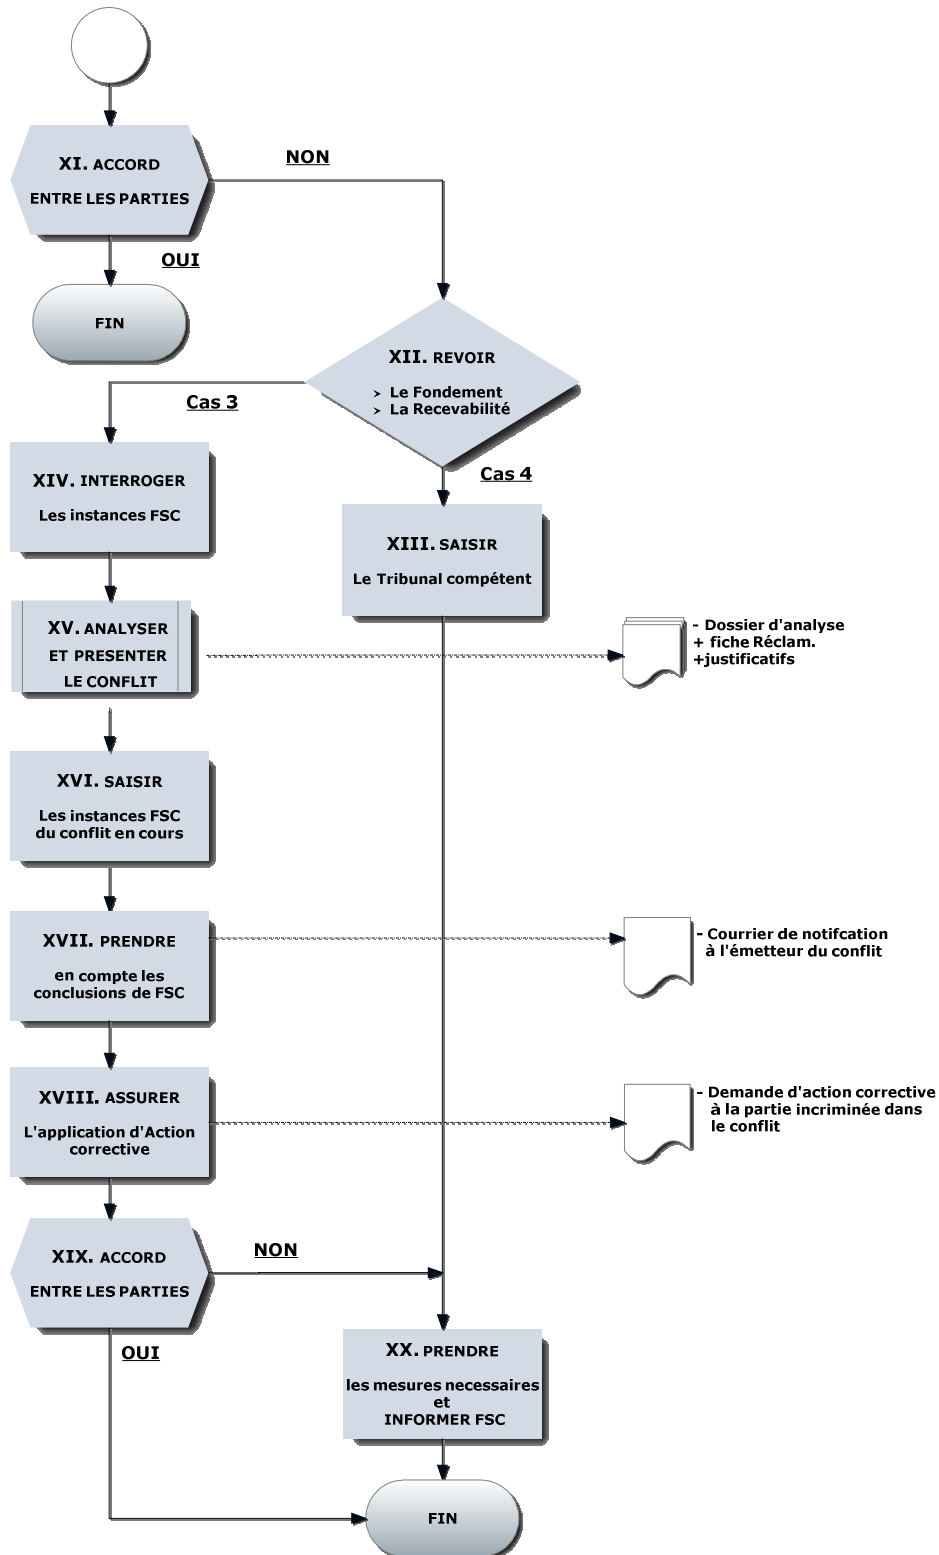 XI. ACCORD
ENTRE LES PARTIES
NON
OUI
FIN
XII. REVOIR
➢ Le Fondement
➢ La Recevabilité
Cas 3
Cas 4
XIV. INTERROGER
Les instances FSC
XIII. SAISIR
Le Tribunal compétent
XV. ANALYSER
ET PRESENTER
LE CONFLIT
- Dossier d'analyse
+ fiche Réclam.
+justificatifs
XVI. SAISIR
Les instances FSC
du conflit en cours
XVII. PRENDRE
en compte les
conclusions de FSC
- Courrier de notifcation
à l'émetteur du conflit
XVIII. ASSURER
L'application d'Action
corrective
- Demande d'action corrective
à la partie incriminée dans
le conflit
XIX. ACCORD
ENTRE LES PARTIES
NON
OUI
XX. PRENDRE
les mesures necessaires
et
INFORMER FSC
FIN